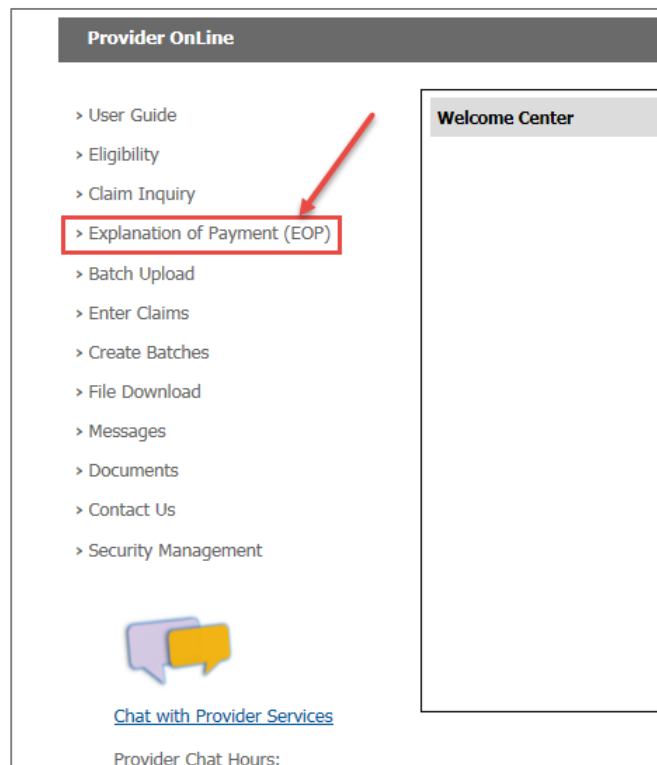 Provider OnLine
> User Guide
Welcome Center
> Eligibility
> Claim Inquiry
> Explanation of Payment (EOP)
> Batch Upload
> Enter Claims
> Create Batches
> File Download
> Messages
> Documents
> Contact Us
> Security Management
Chat with Provider Services
Provider Chat Hours: